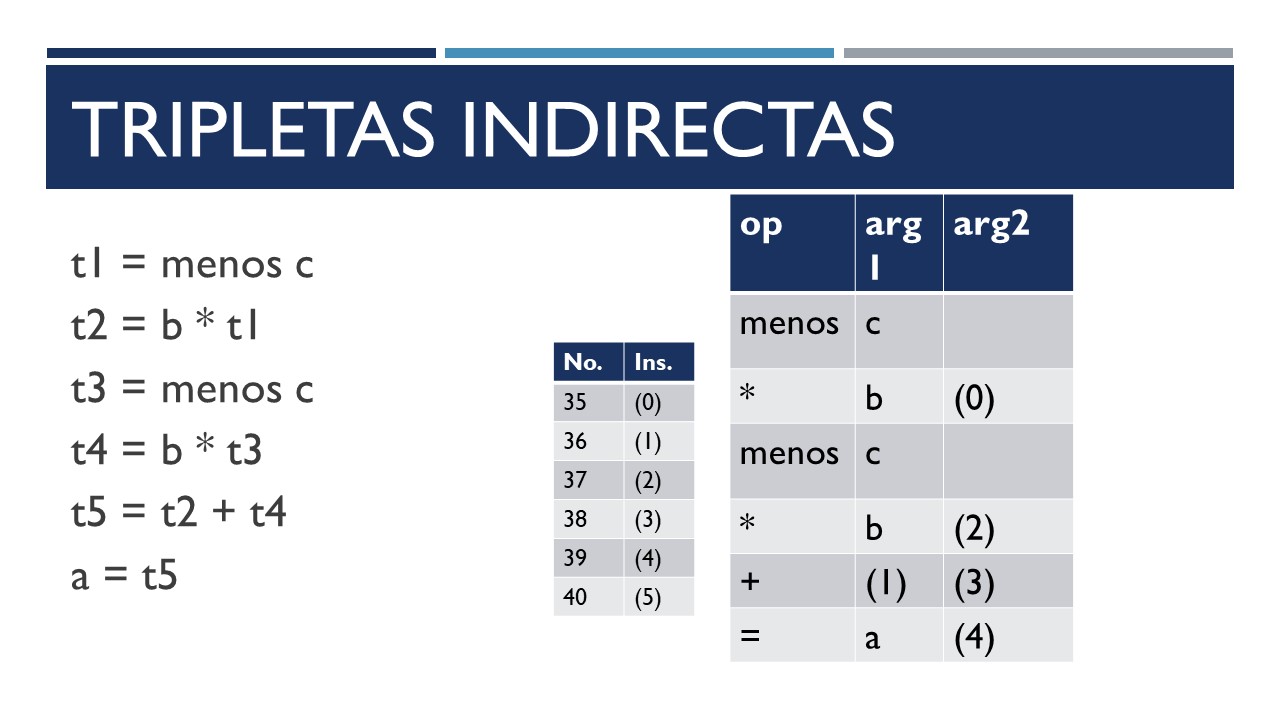 TRIPLETAS INDIRECTAS
t1 = menos c
t2 = b * t1
t3 = menos c
t4 = b * t3
t5 = t2 + t4
a = t5
No. Ins.
35 (0)
36 (1)
37 (2)
38 (3)
39 (4)
40 (5)
op arg 1 arg2
menos c
* b (0)
menos c
* b (2)
+ (1) (3)
= a (4)